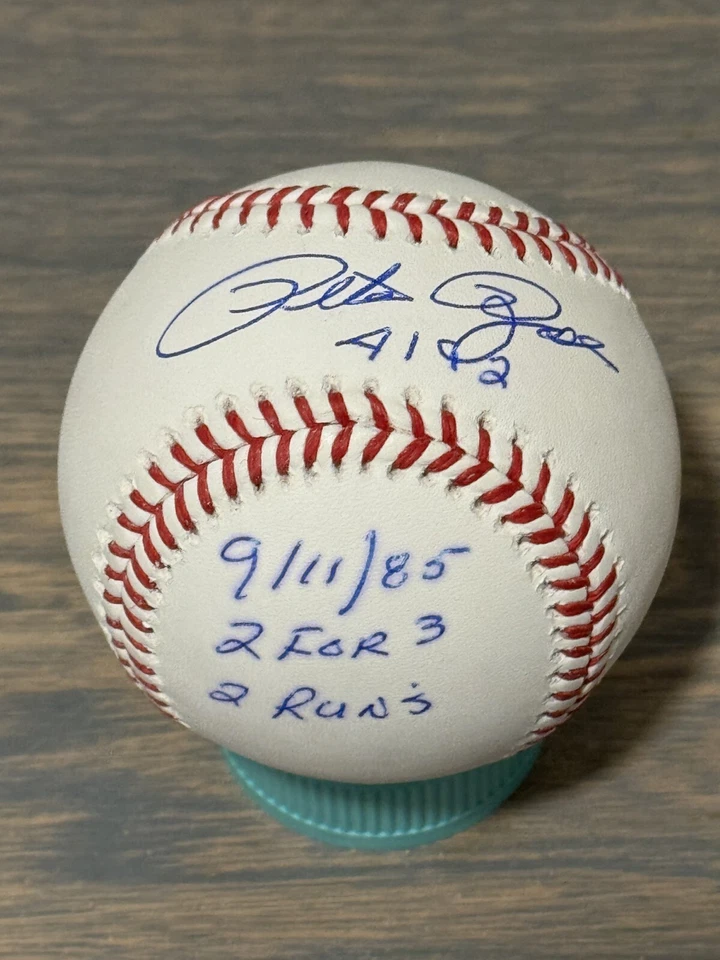 Pete Rose
4192
9/11/85
2 FOR 3
2 RUN'S